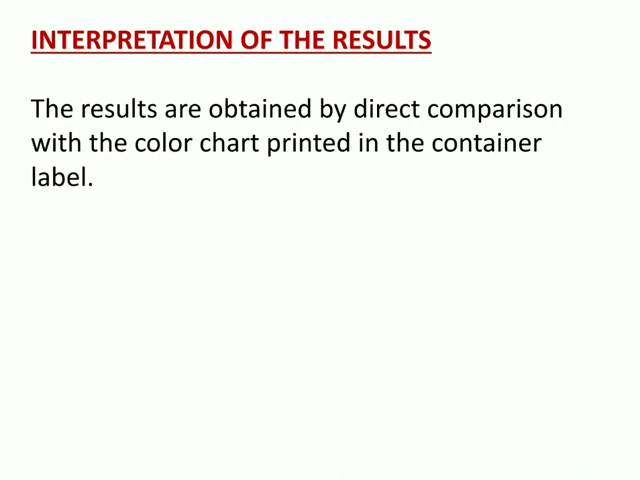 INTERPRETATION OF THE RESULTS
The results are obtained by direct comparison
with the color chart printed in the container
label.